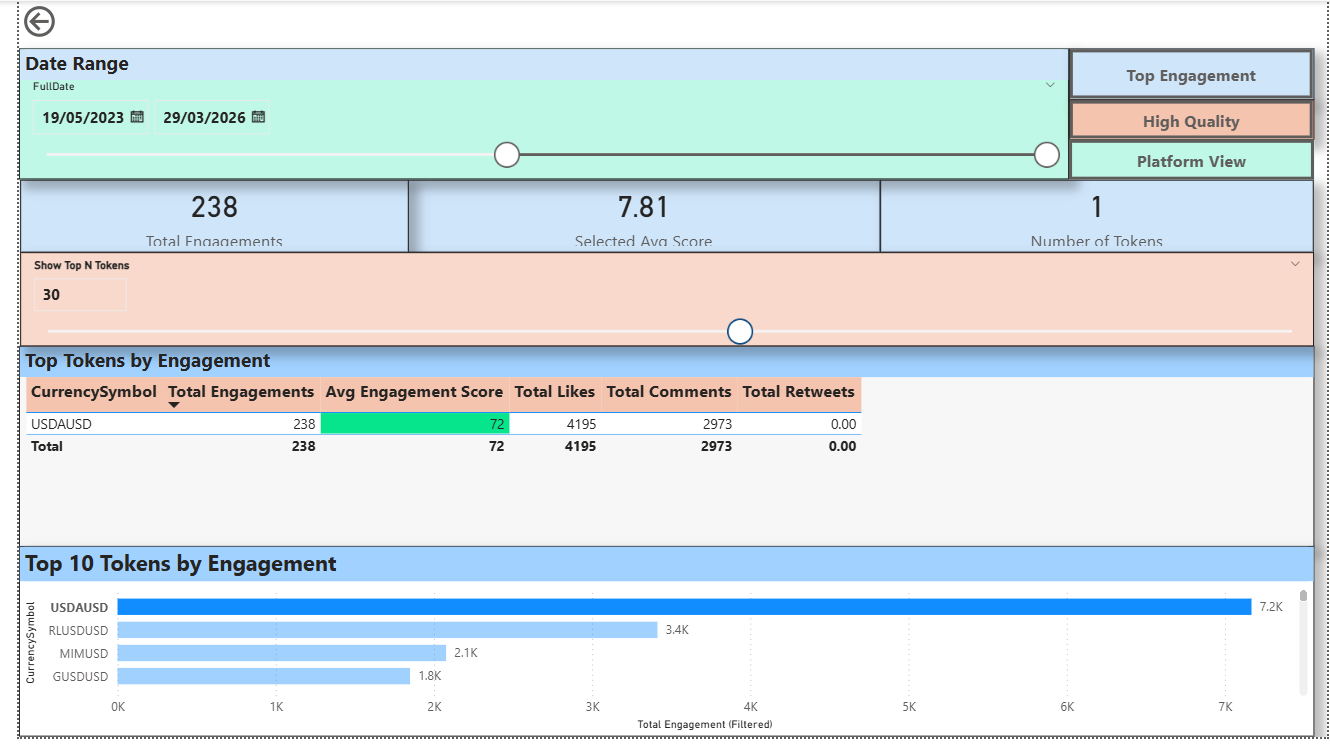 Date Range
FullDate
19/05/2023 29/03/2026
Top Engagement
High Quality
Platform View
238
Total Engagements
7.81
Selected Avg Score
1
Number of Tokens
Show Top N Tokens
30
Top Tokens by Engagement
CurrencySymbol Total Engagements Avg Engagement Score Total Likes Total Comments Total Retweets
USDAUSD 238 72 4195 2973 0.00
Total 238 72 4195 2973 0.00
Top 10 Tokens by Engagement
CurrencySymbol
USDAUSD 7.2K
RLUSDUSD 3.4K
MIMUSD 2.1K
GUSDUSD 1.8K
0K 1K 2K 3K 4K 5K 6K 7K
Total Engagement (Filtered)